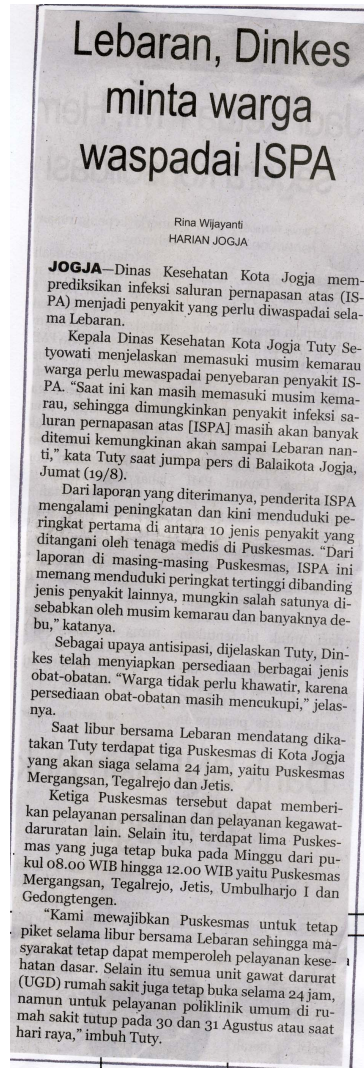 Lebaran, Dinkes
minta warga
waspadai ISPA
Rina Wijayanti
HARIAN JOGJA
JOGJA—Dinas Kesehatan Kota Jogja mem-
prediksikan infeksi saluran pernapasan atas (IS-
PA) menjadi penyakit yang perlu diwaspadai sela-
ma Lebaran.
Kepala Dinas Kesehatan Kota Jogja Tuty Se-
tyowati menjelaskan memasuki musim kemarau
warga perlu mewaspadai penyebaran penyakit IS-
PA. “Saat ini kan masih memasuki musim kema-
rau, sehingga dimungkinkan penyakit infeksi sa-
luran pernapasan atas [ISPA] masih akan banyak
ditemui kemungkinan akan sampai Lebaran nan-
ti,” kata Tuty saat jumpa pers di Balaikota Jogja,
Jumat (19/8).
Dari laporan yang diterimanya, penderita ISPA
mengalami peningkatan dan kini menduduki pe-
ringkat pertama di antara 10 jenis penyakit yang
ditangani oleh tenaga medis di Puskesmas. “Dari
laporan di masing-masing Puskesmas, ISPA ini
memang menduduki peringkat tertinggi dibanding
jenis penyakit lainnya, mungkin salah satunya di-
sebabkan oleh musim kemarau dan banyaknya de-
bu,” katanya.
Sebagai upaya antisipasi, dijelaskan Tuty, Din-
kes telah menyiapkan persediaan berbagai jenis
obat-obatan. “Warga tidak perlu khawatir, karena
persediaan obat-obatan masih mencukupi,” jelas-
nya.
Saat libur bersama Lebaran mendatang dika-
takan Tuty terdapat tiga Puskesmas di Kota Jogja
yang akan siaga selama 24 jam, yaitu Puskesmas
Mergangsan, Tegalrejo dan Jetis.
Ketiga Puskesmas tersebut dapat memberi-
kan pelayanan persalinan dan pelayanan kegawat-
daruratan lain. Selain itu, terdapat lima Puskes-
mas yang juga tetap buka pada Minggu dari pu-
kul 08.00 WIB hingga 12.00 WIB yaitu Puskesmas
Mergangsan, Tegalrejo, Jetis, Umbulharjo I dan
Gedongtengen.
“Kami mewajibkan Puskesmas untuk tetap
piket selama libur bersama Lebaran sehingga ma-
syarakat tetap dapat memperoleh pelayanan kese-
hatan dasar. Selain itu semua unit gawat darurat
(UGD) rumah sakit juga tetap buka selama 24 jam,
namun untuk pelayanan poliklinik umum di ru-
mah sakit tutup pada 30 dan 31 Agustus atau saat
hari raya,” imbuh Tuty.